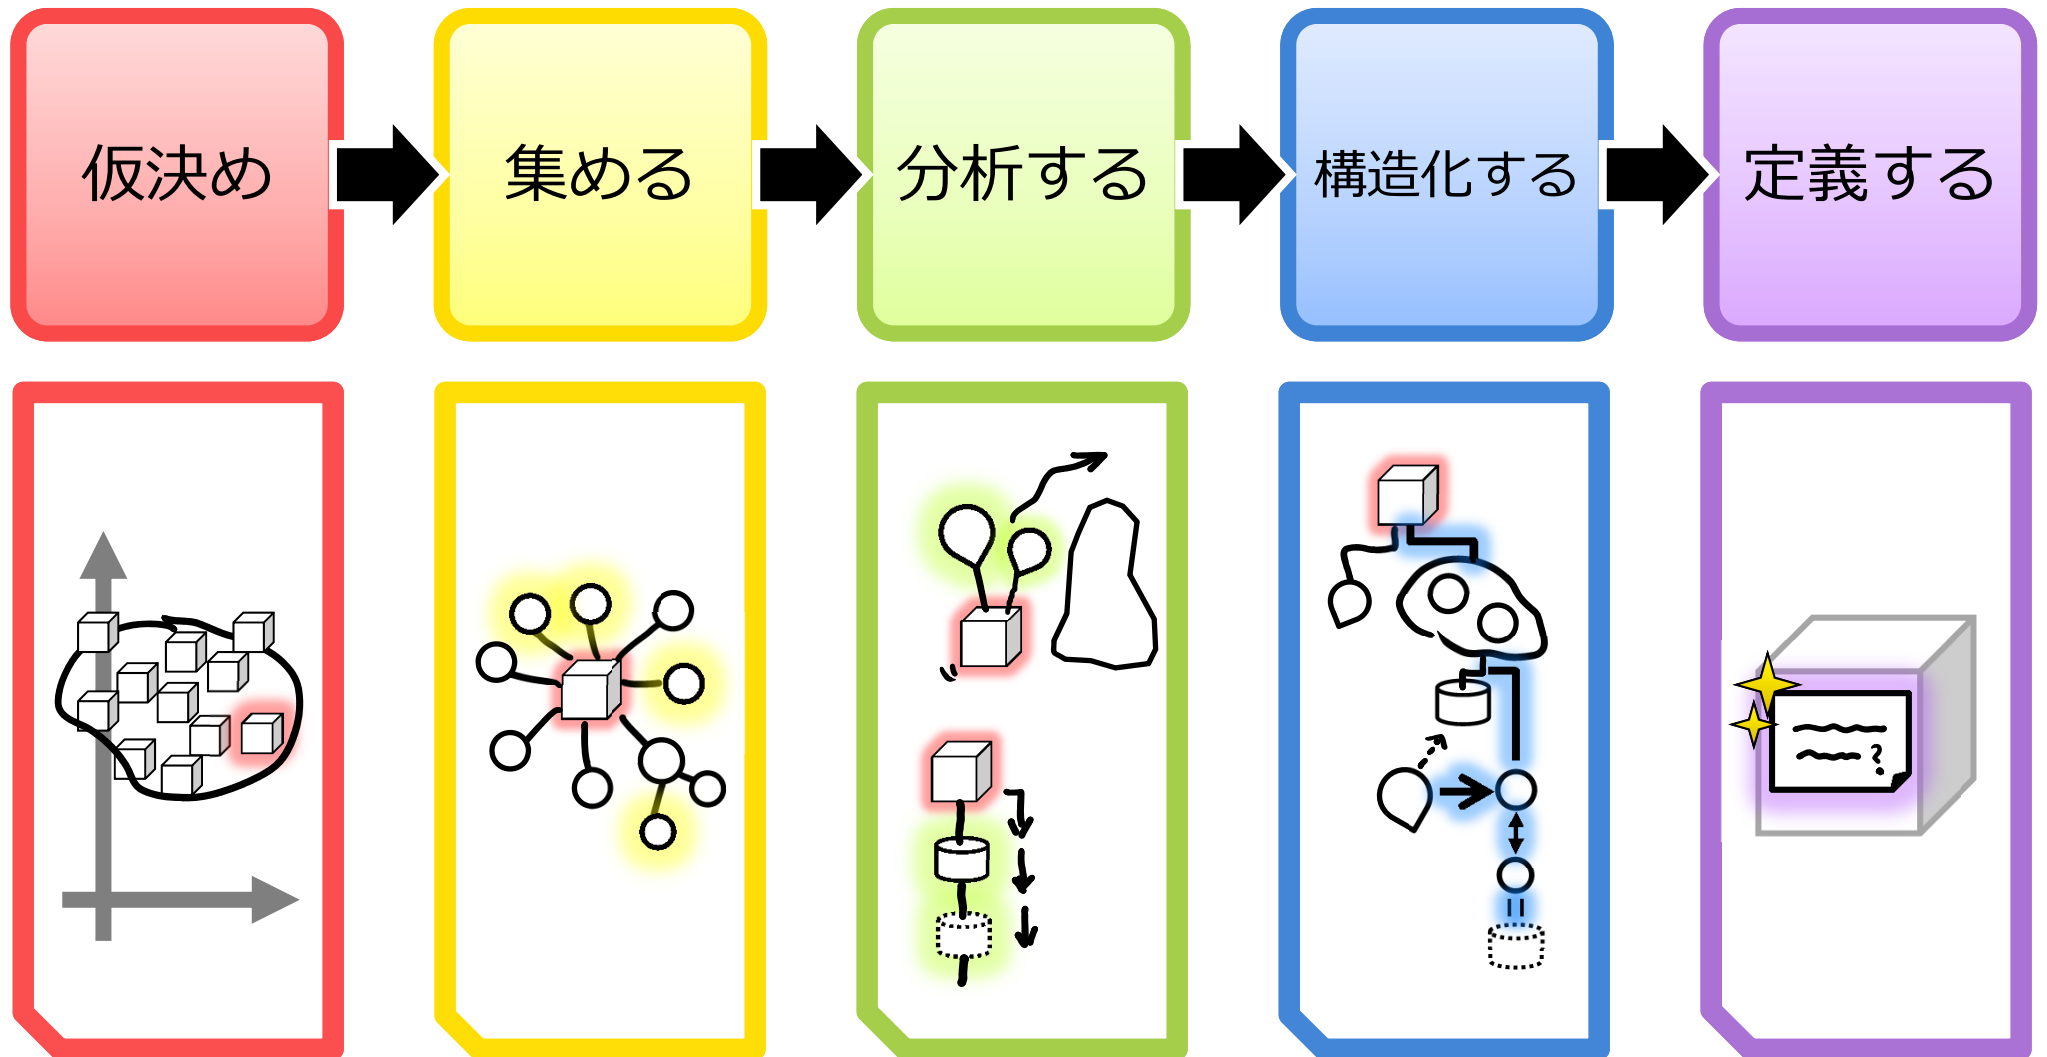 仮決め
集める
分析する
構造化する
定義する
?